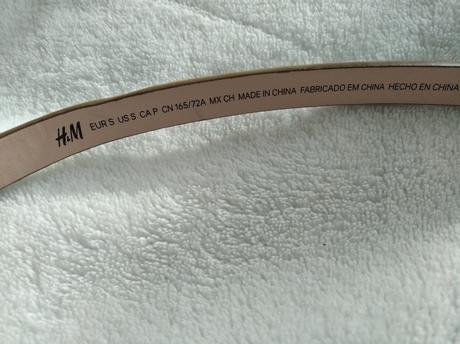 H&M EUR S US S CA P CN 165/72A MX CH MADE IN CHINA FABRICADO EM CHINA HECHO EN CHINA